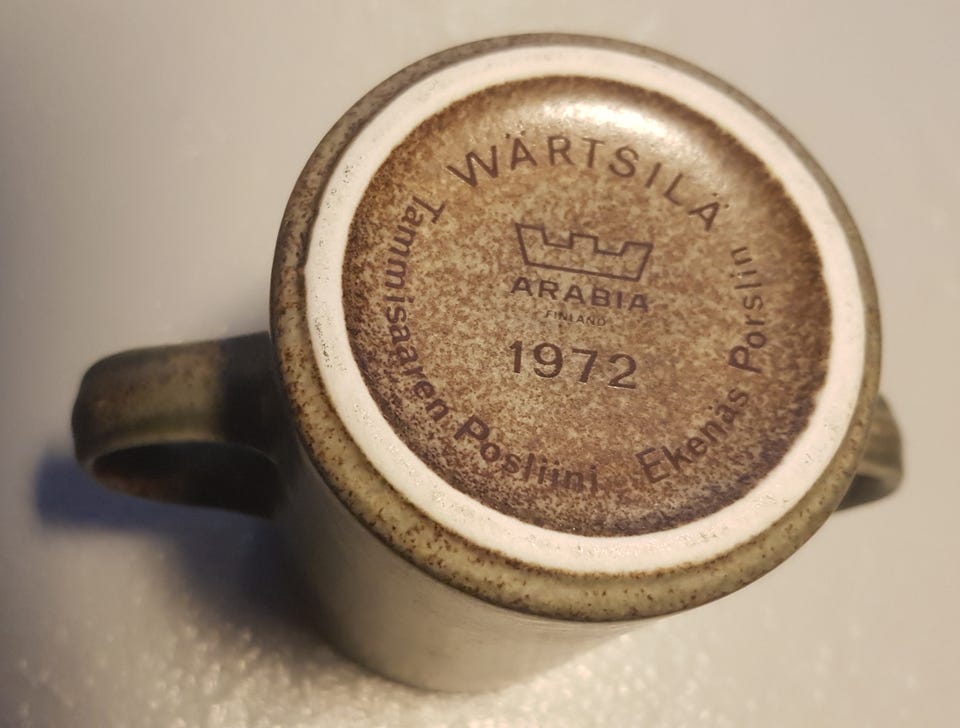 WÄRTSILÄ
ARABIA
FINLAND
1972
Tammisaaren Posliini
Ekenäs Porslin